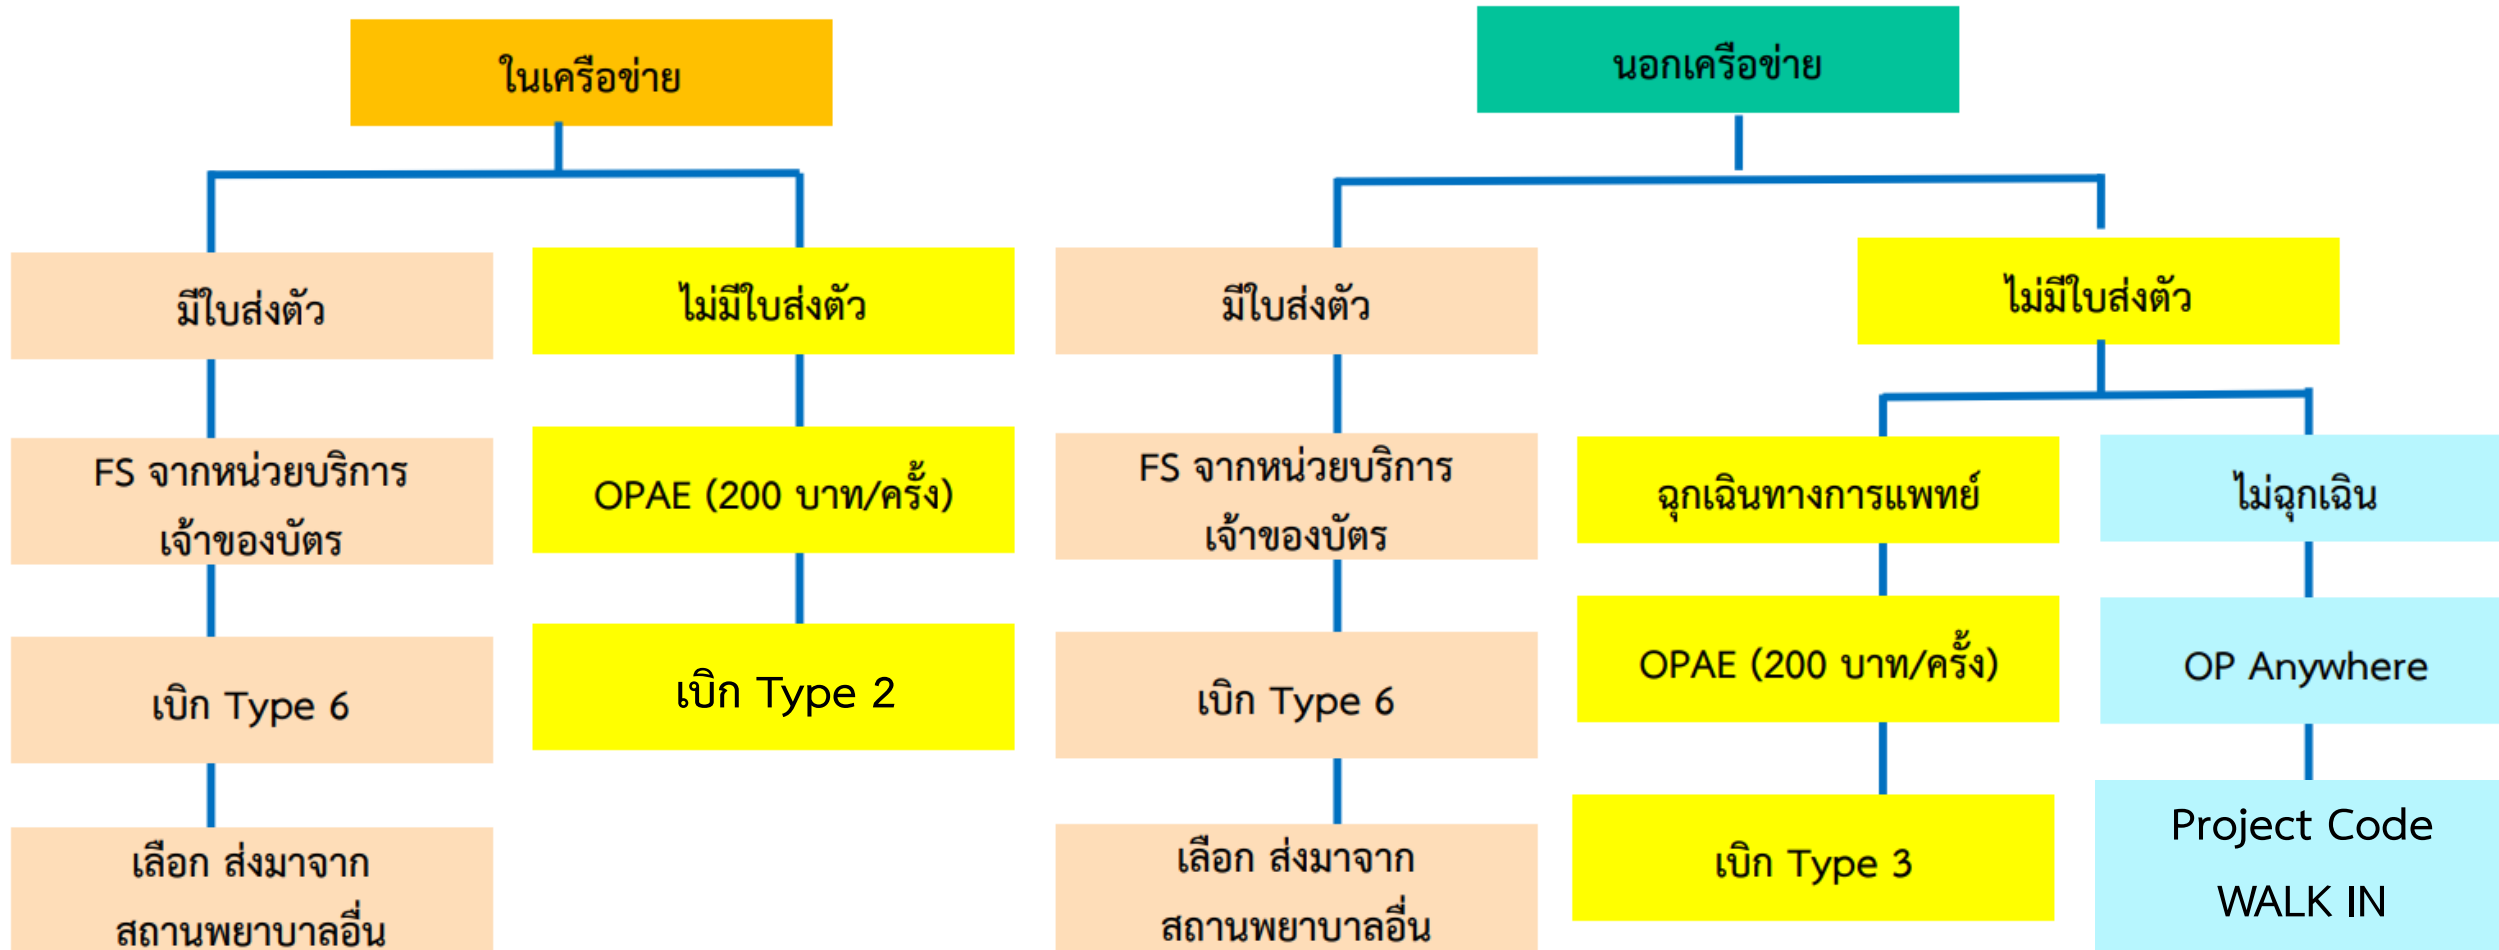 ในเครือข่าย
นอกเครือข่าย
มีใบส่งตัว
ไม่มีใบส่งตัว
มีใบส่งตัว
ไม่มีใบส่งตัว
FS จากหน่วยบริการ
เจ้าของบัตร
OPAE (200 บาท/ครั้ง)
FS จากหน่วยบริการ
เจ้าของบัตร
ฉุกเฉินทางการแพทย์
ไม่ฉุกเฉิน
เบิก Type 6
เบิก Type 2
เบิก Type 6
OPAE (200 บาท/ครั้ง)
OP Anywhere
เลือก ส่งมาจาก
สถานพยาบาลอื่น
เลือก ส่งมาจาก
สถานพยาบาลอื่น
เบิก Type 3
Project Code
WALK IN